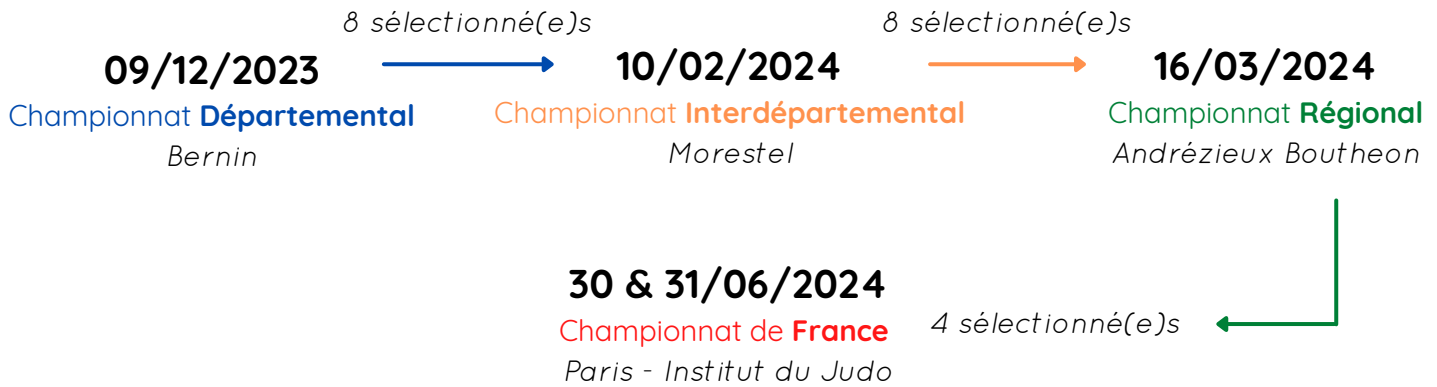 8 sélectionné(e)s
8 sélectionné(e)s
09/12/2023
10/02/2024
16/03/2024
Championnat Départemental
Championnat Interdépartemental
Championnat Régional
Bernin
Morestel
Andrézieux Boutheon
30 & 31/06/2024
Championnat de France
4 sélectionné(e)s
Paris - Institut du Judo